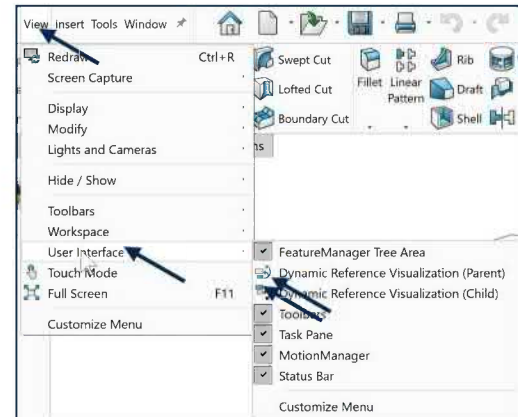 View Insert Tools Window
Redraw Ctrl+R
Screen Capture
Display
Modify
Lights and Cameras
Hide / Show
Toolbars
Workspace
User Interface
Touch Mode
Full Screen F11
Customize Menu
Swept Cut
Lofted Cut
Boundary Cut
Fillet Linear Pattern
Rib
Draft
Shell
FeatureManager Tree Area
Dynamic Reference Visualization (Parent)
Dynamic Reference Visualization (Child)
Toolbars
Task Pane
MotionManager
Status Bar
Customize Menu